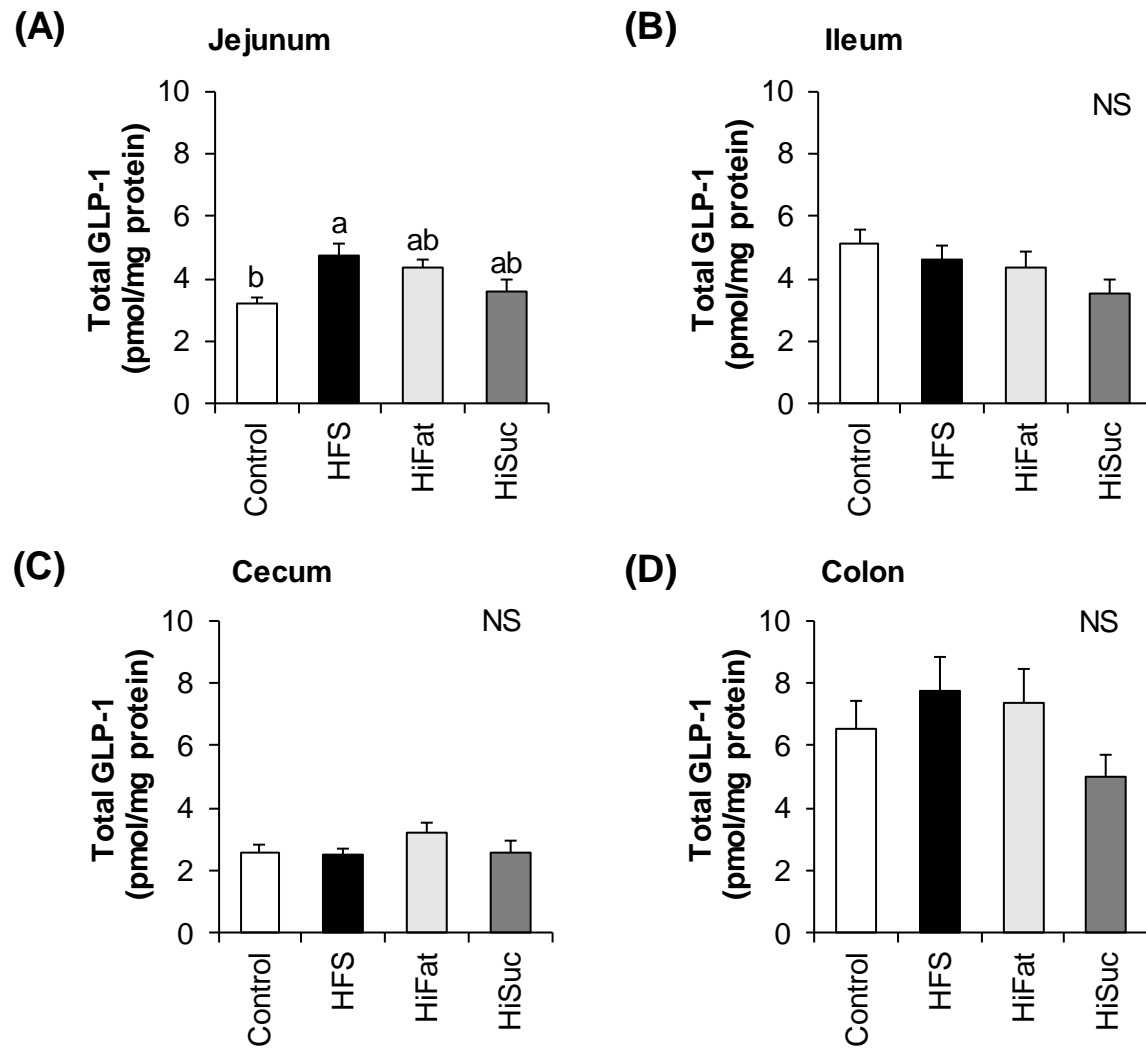 (A)
Jejunum
Total GLP-1
(pmol/mg protein)
10
8
6
4
2
0
b
a
ab
ab
Control
HFS
HiFat
HiSuc
(B)
Ileum
NS
Total GLP-1
(pmol/mg protein)
10
8
6
4
2
0
Control
HFS
HiFat
HiSuc
(C)
Cecum
NS
Total GLP-1
(pmol/mg protein)
10
8
6
4
2
0
Control
HFS
HiFat
HiSuc
(D)
Colon
NS
Total GLP-1
(pmol/mg protein)
10
8
6
4
2
0
Control
HFS
HiFat
HiSuc